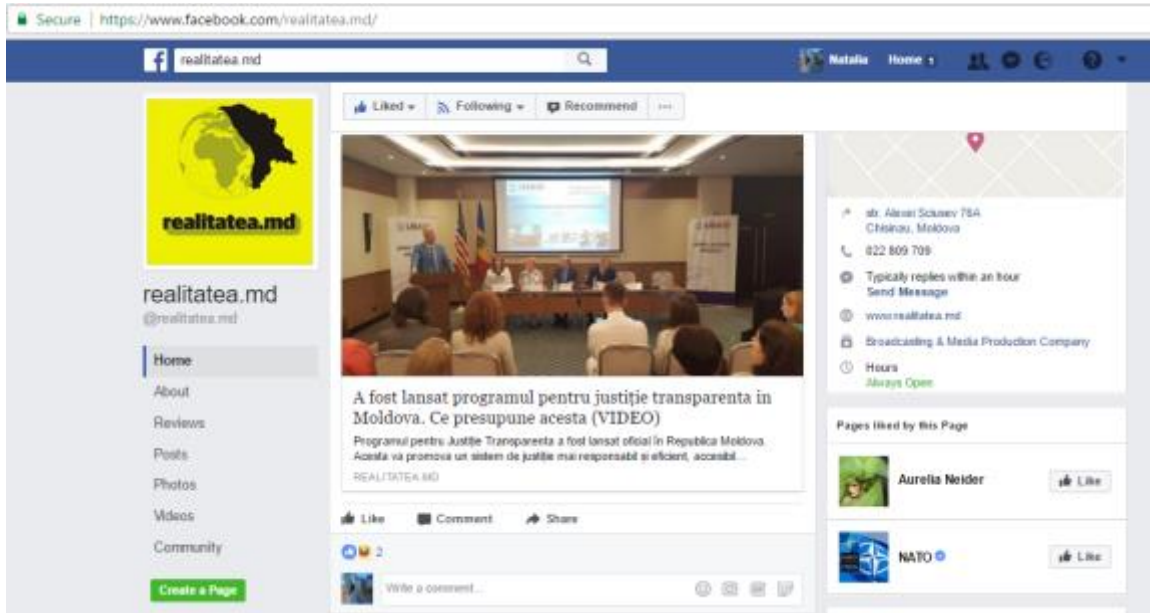 Secure | https://www.facebook.com/realitatea.md/
f realitatea.md
Natalia Home 1
Liked Following Recommend ...
realitatea.md
realitatea.md
@realitatea.md
Home
About
Reviews
Posts
Photos
Videos
Community
Create a Page
USAID
A fost lansat programul pentru justiție transparenta in
Moldova. Ce presupune acesta (VIDEO)
Programul pentru Justiție Transparenta a fost lansat oficial în Republica Moldova.
Acesta va promova un sistem de justiție mai responsabil și eficient, accesibil...
REALITATEA.MD
Like Comment Share
2
Write a comment...
str. Alexei Sciusev 78A
Chisinau, Moldova
022 809 709
Typically replies within an hour
Send Message
www.realitatea.md
Broadcasting & Media Production Company
Hours
Always Open
Pages liked by this Page
Aurelia Neider Like
NATO Like